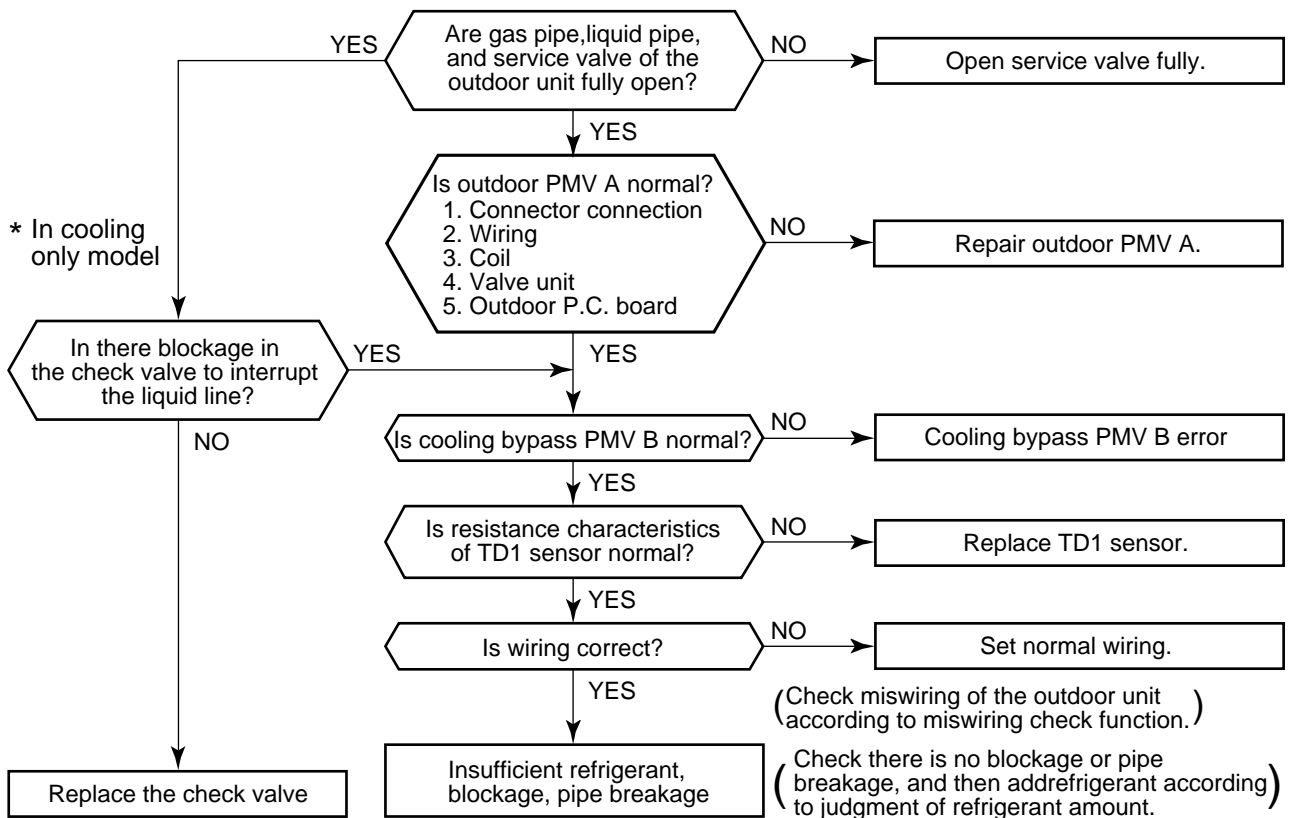 YES
Are gas pipe,liquid pipe,
and service valve of the
outdoor unit fully open?
NO
Open service valve fully.
YES
* In cooling
only model
Is outdoor PMV A normal?
1. Connector connection
2. Wiring
3. Coil
4. Valve unit
5. Outdoor P.C. board
NO
Repair outdoor PMV A.
In there blockage in
the check valve to interrupt
the liquid line?
YES
YES
NO
Is cooling bypass PMV B normal?
NO
Cooling bypass PMV B error
YES
Is resistance characteristics
of TD1 sensor normal?
NO
Replace TD1 sensor.
YES
Is wiring correct?
NO
Set normal wiring.
YES
(Check miswiring of the outdoor unit
according to miswiring check function.)
Replace the check valve
Insufficient refrigerant,
blockage, pipe breakage
(Check there is no blockage or pipe
breakage, and then addrefrigerant according
to judgment of refrigerant amount.)